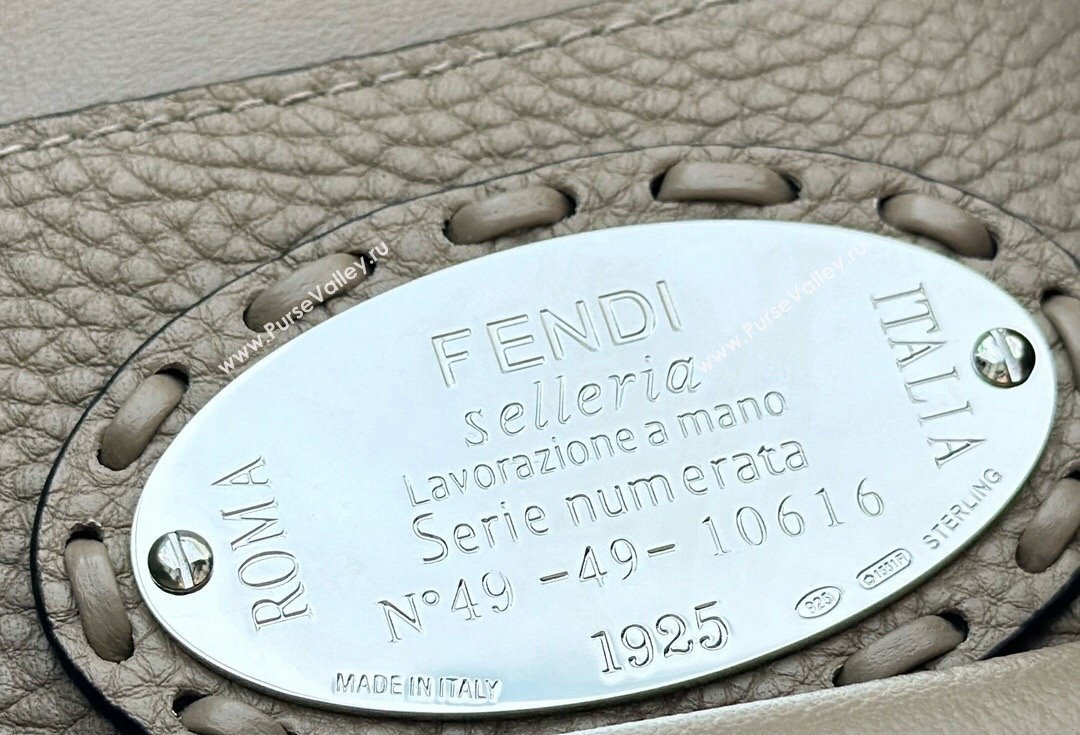 www.PurseValley.ru
www.PurseValley.ru
FENDI
selleria
Lavorazione a mano
Serie numerata
N° 49 - 49 - 10616
1925
ROMA
ITALIA
MADE IN ITALY
925
STERLING